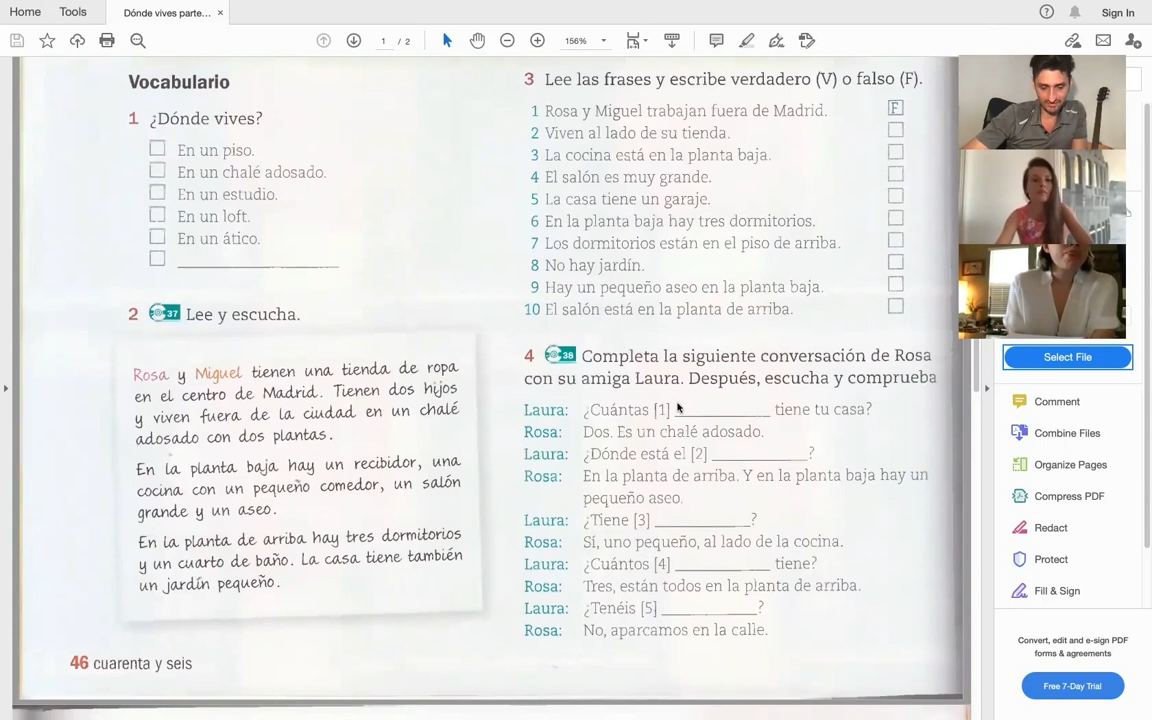 Home Tools Dónde vives parte... × Sign In
1 / 2 156%
Vocabulario
1 ¿Dónde vives?
En un piso.
En un chalé adosado.
En un estudio.
En un loft.
En un ático.
2 37 Lee y escucha.
Rosa y Miguel tienen una tienda de ropa
en el centro de Madrid. Tienen dos hijos
y viven fuera de la ciudad en un chalé
adosado con dos plantas.
En la planta baja hay un recibidor, una
cocina con un pequeño comedor, un salón
grande y un aseo.
En la planta de arriba hay tres dormitorios
y un cuarto de baño. La casa tiene también
un jardín pequeño.
46 cuarenta y seis
3 Lee las frases y escribe verdadero (V) o falso (F).
1 Rosa y Miguel trabajan fuera de Madrid. F
2 Viven al lado de su tienda.
3 La cocina está en la planta baja.
4 El salón es muy grande.
5 La casa tiene un garaje.
6 En la planta baja hay tres dormitorios.
7 Los dormitorios están en el piso de arriba.
8 No hay jardín.
9 Hay un pequeño aseo en la planta baja.
10 El salón está en la planta de arriba.
4 38 Completa la siguiente conversación de Rosa
con su amiga Laura. Después, escucha y comprueba
Laura: ¿Cuántas [1] __________ tiene tu casa?
Rosa: Dos. Es un chalé adosado.
Laura: ¿Dónde está el [2] __________?
Rosa: En la planta de arriba. Y en la planta baja hay un
pequeño aseo.
Laura: ¿Tiene [3] __________?
Rosa: Sí, uno pequeño, al lado de la cocina.
Laura: ¿Cuántos [4] __________ tiene?
Rosa: Tres, están todos en la planta de arriba.
Laura: ¿Tenéis [5] __________?
Rosa: No, aparcamos en la calle.
Select File
Comment
Combine Files
Organize Pages
Compress PDF
Redact
Protect
Fill & Sign
Convert, edit and e-sign PDF
forms & agreements
Free 7-Day Trial